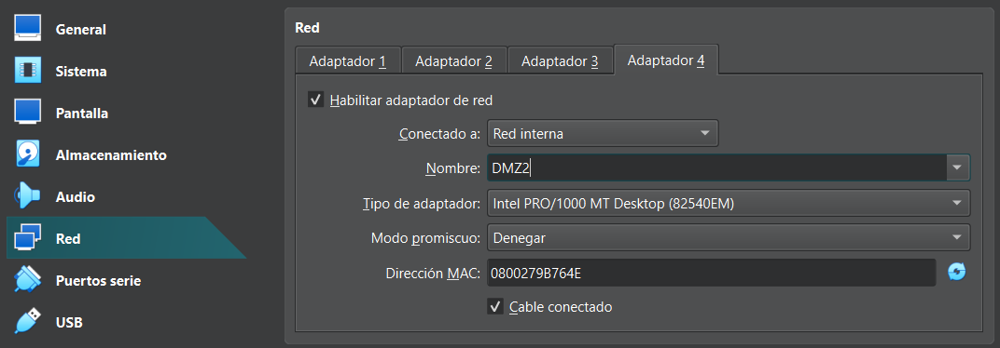 General
Sistema
Pantalla
Almacenamiento
Audio
Red
Puertos serie
USB
Red
Adaptador 1 Adaptador 2 Adaptador 3 Adaptador 4
Habilitar adaptador de red
Conectado a: Red interna
Nombre: DMZ2
Tipo de adaptador: Intel PRO/1000 MT Desktop (82540EM)
Modo promiscuo: Denegar
Dirección MAC: 0800279B764E
Cable conectado